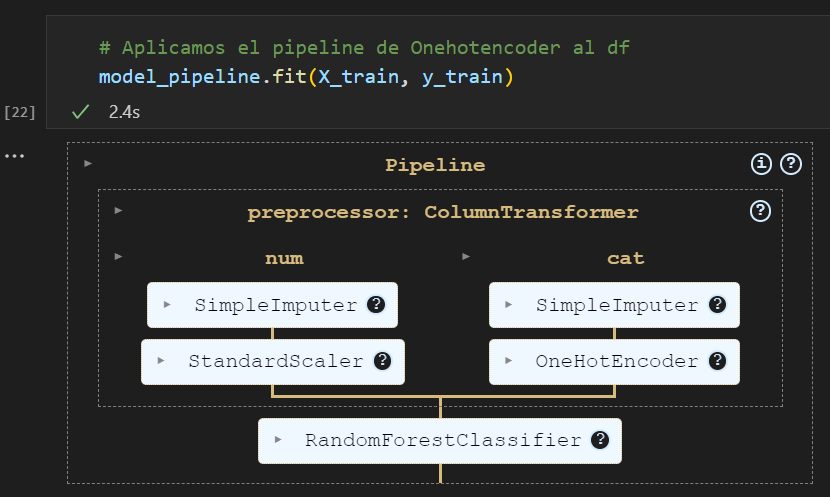 # Aplicamos el pipeline de Onehotencoder al df
model_pipeline.fit(X_train, y_train)
[22]
2.4s
...
Pipeline i ?
preprocessor: ColumnTransformer ?
num cat
SimpleImputer ? SimpleImputer ?
StandardScaler ? OneHotEncoder ?
RandomForestClassifier ?